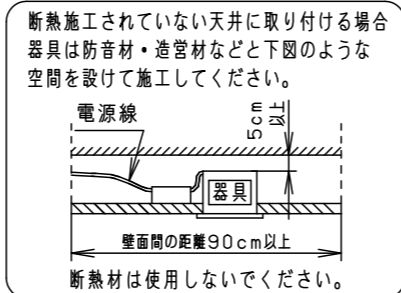 断熱施工されていない天井に取り付ける場合
器具は防音材・造営材などと下図のような
空間を設けて施工してください。
電源線
5cm以上
器具
壁面間の距離90cm以上
断熱材は使用しないでください。